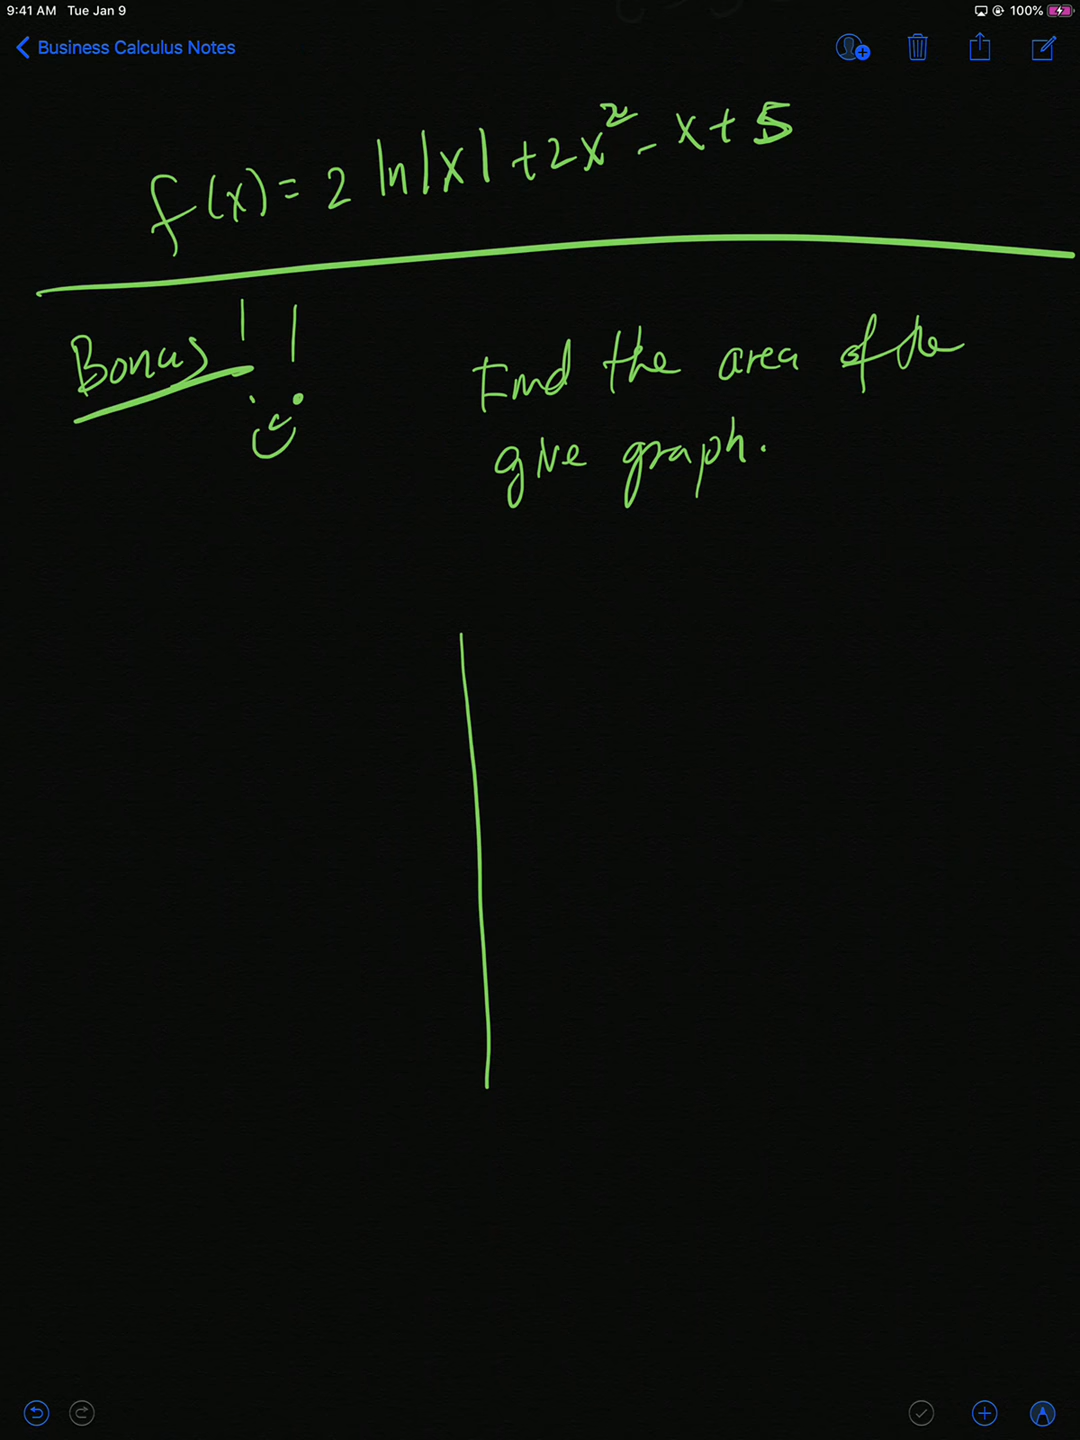 9:41 AM Tue Jan 9
100%
Business Calculus Notes
f(x) = 2 ln|x| + 2x² - x + 5
Bonus!!
Find the area of the
give graph.